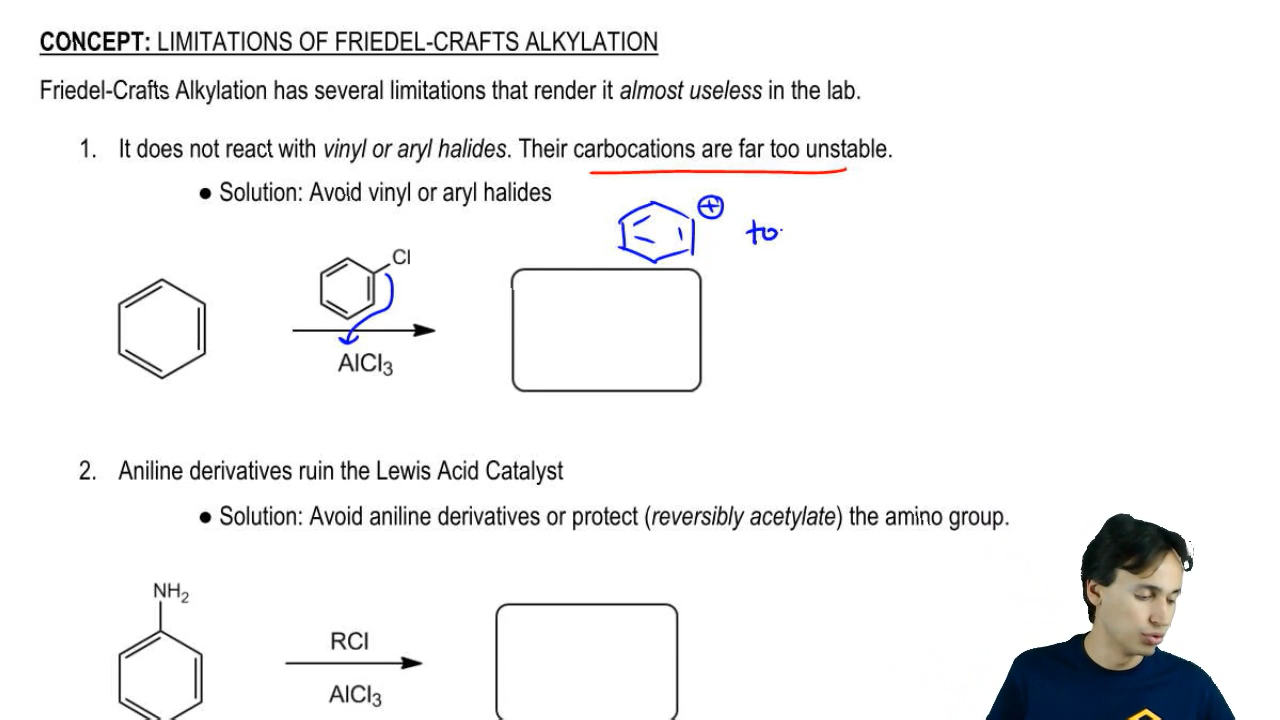 CONCEPT: LIMITATIONS OF FRIEDEL-CRAFTS ALKYLATION
Friedel-Crafts Alkylation has several limitations that render it almost useless in the lab.
1. It does not react with vinyl or aryl halides. Their carbocations are far too unstable.
● Solution: Avoid vinyl or aryl halides
⊕
to
Cl
AlCl₃
2. Aniline derivatives ruin the Lewis Acid Catalyst
● Solution: Avoid aniline derivatives or protect (reversibly acetylate) the amino group.
NH₂
RCl
AlCl₃